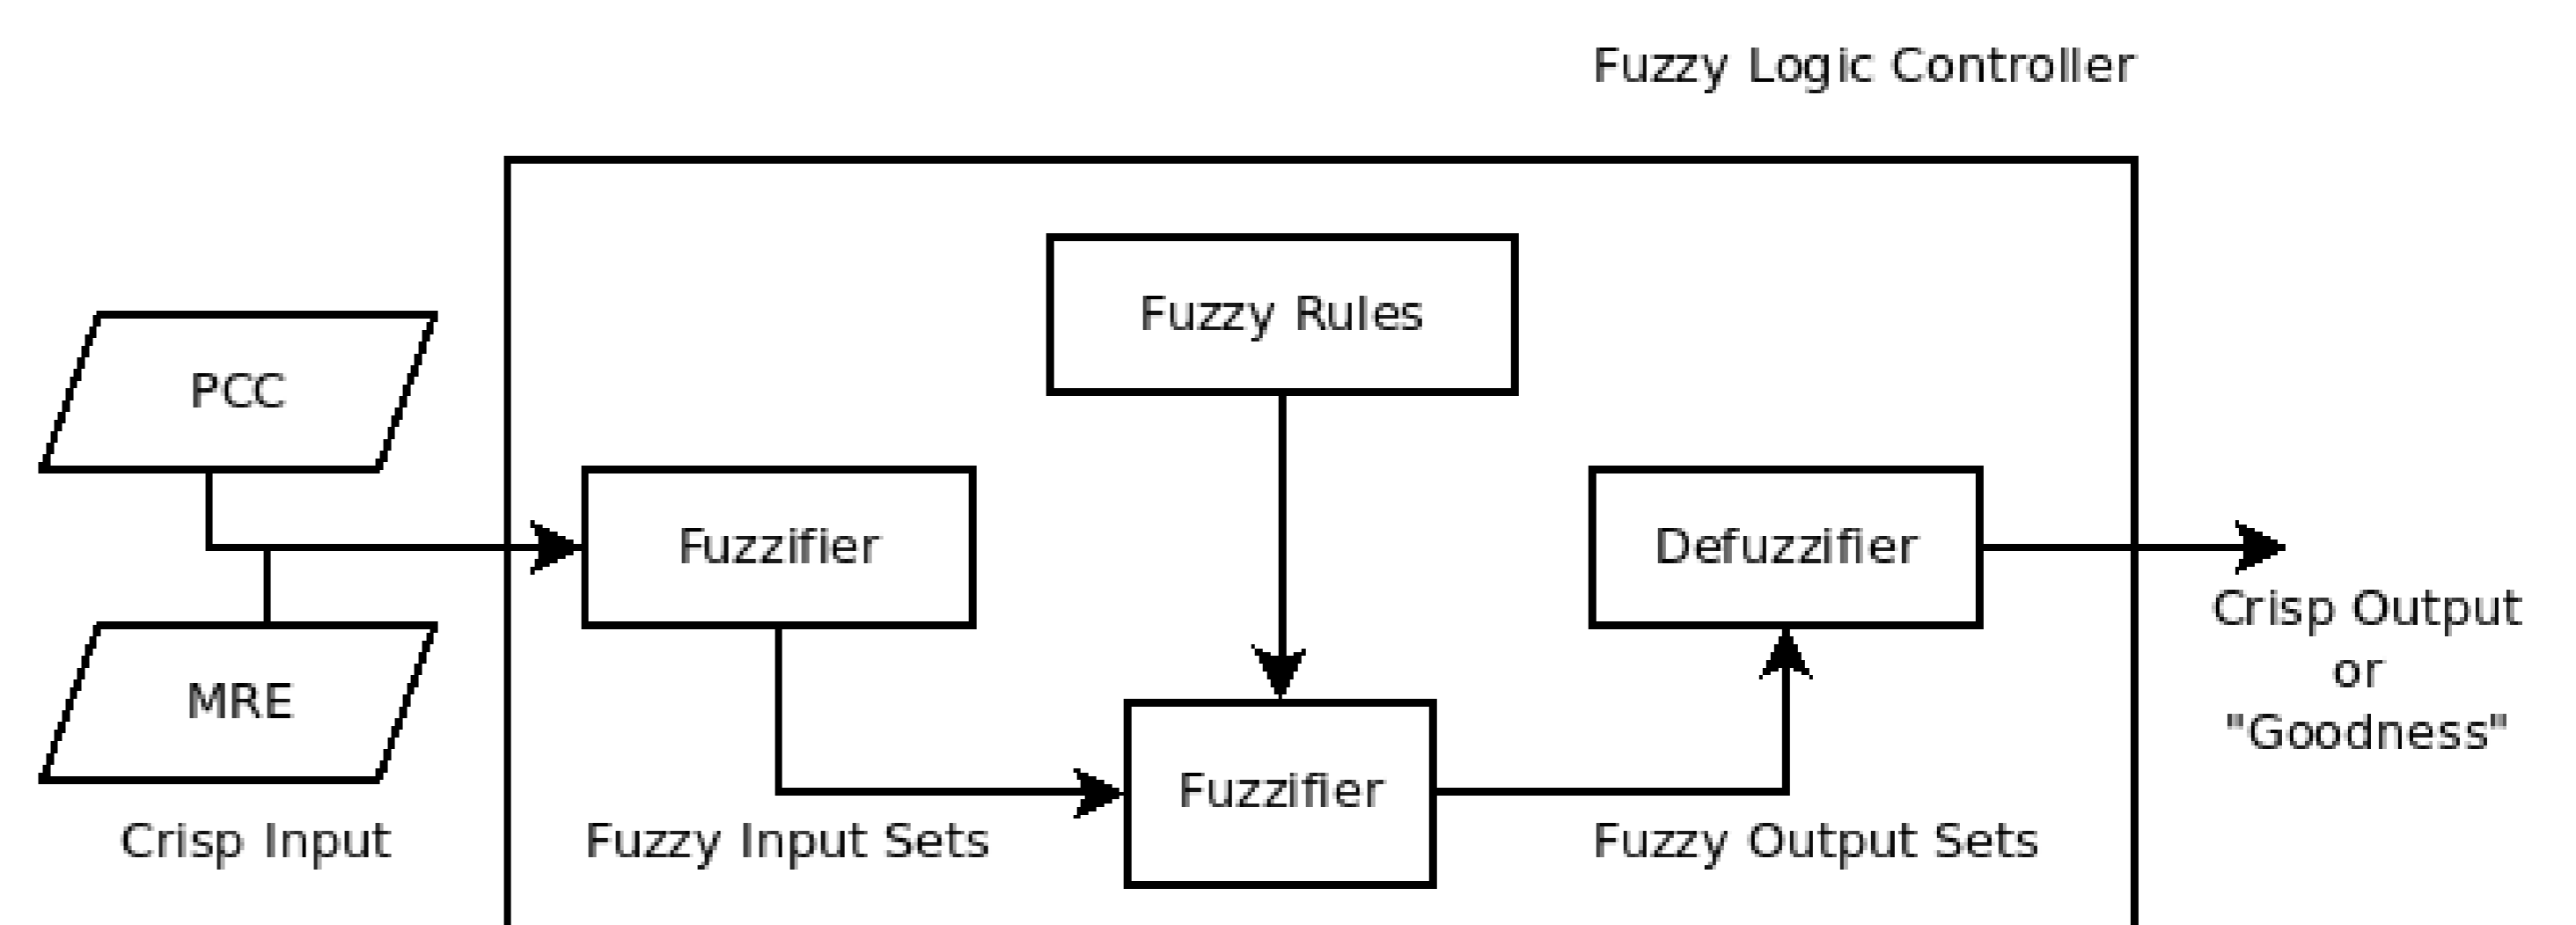 Fuzzy Logic Controller
Fuzzy Rules
PCC
Fuzzifier
Defuzzifier
MRE
Fuzzifier
Crisp Output
or
"Goodness"
Crisp Input
Fuzzy Input Sets
Fuzzy Output Sets